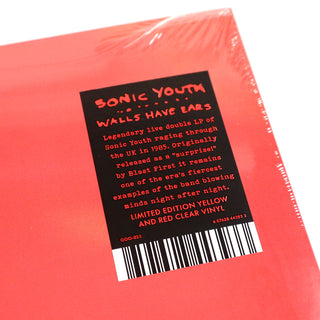 SONIC YOUTH
WALLS HAVE EARS
Legendary live double LP of
Sonic Youth raging through
the UK in 1985. Originally
released as a "surprise!"
by Blast First it remains
one of the era's fiercest
examples of the band blowing
minds night after night.
LIMITED EDITION YELLOW
AND RED CLEAR VINYL